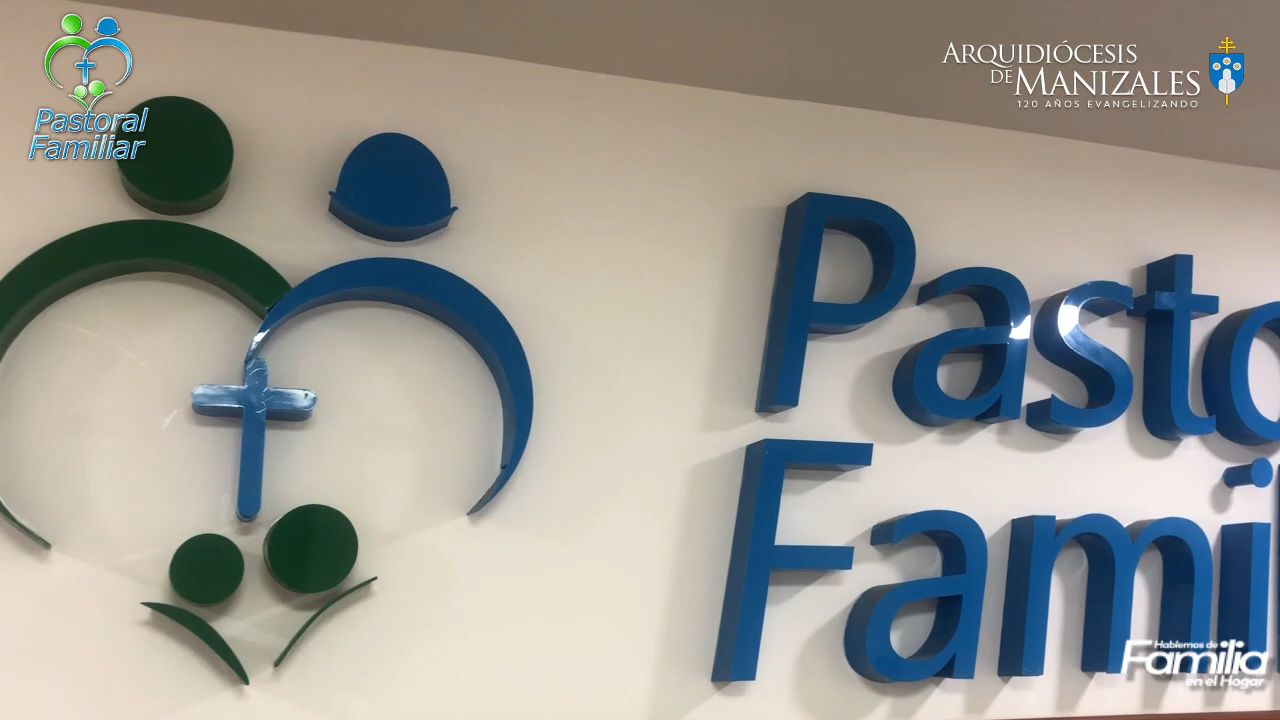 Pastoral
Familiar
ARQUIDIÓCESIS
DE MANIZALES
120 AÑOS EVANGELIZANDO
Pasto
Famil
Hablemos de
Familia
en el Hogar